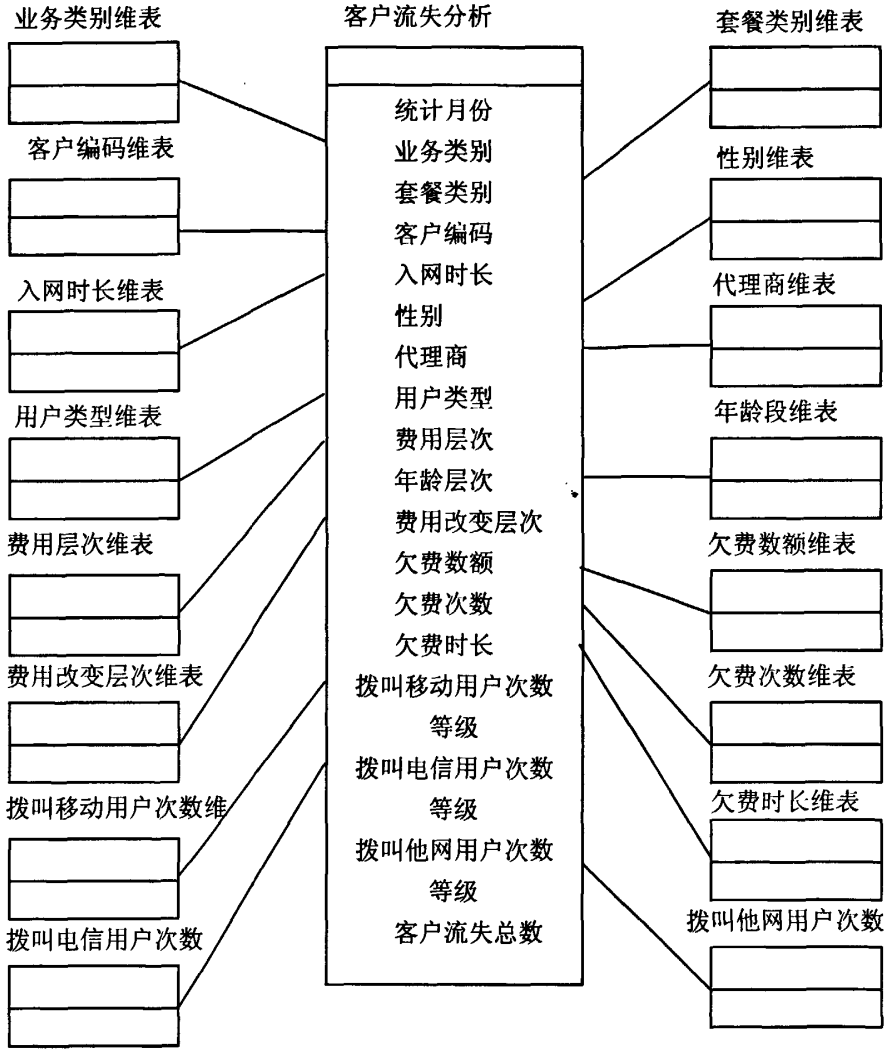 业务类别维表
客户流失分析
套餐类别维表
客户编码维表
性别维表
入网时长维表
代理商维表
用户类型维表
年龄段维表
费用层次维表
欠费数额维表
费用改变层次维表
欠费次数维表
拨叫移动用户次数维
欠费时长维表
拨叫电信用户次数
拨叫他网用户次数
统计月份
业务类别
套餐类别
客户编码
入网时长
性别
代理商
用户类型
费用层次
年龄层次
费用改变层次
欠费数额
欠费次数
欠费时长
拨叫移动用户次数
等级
拨叫电信用户次数
等级
拨叫他网用户次数
等级
客户流失总数